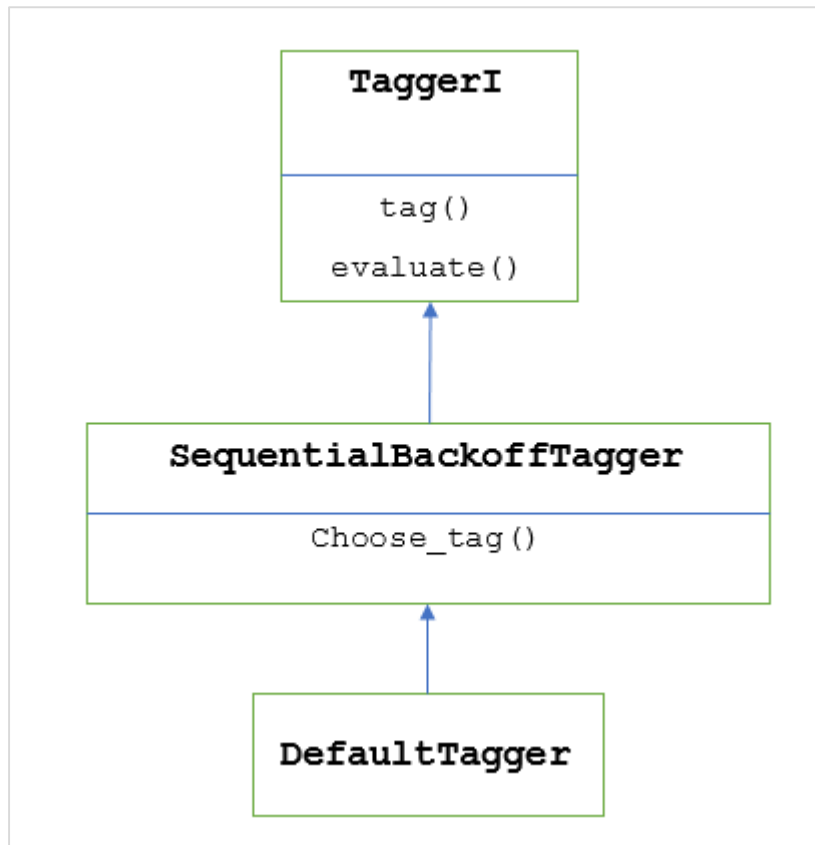 TaggerI
tag()
evaluate()
SequentialBackoffTagger
Choose_tag()
DefaultTagger